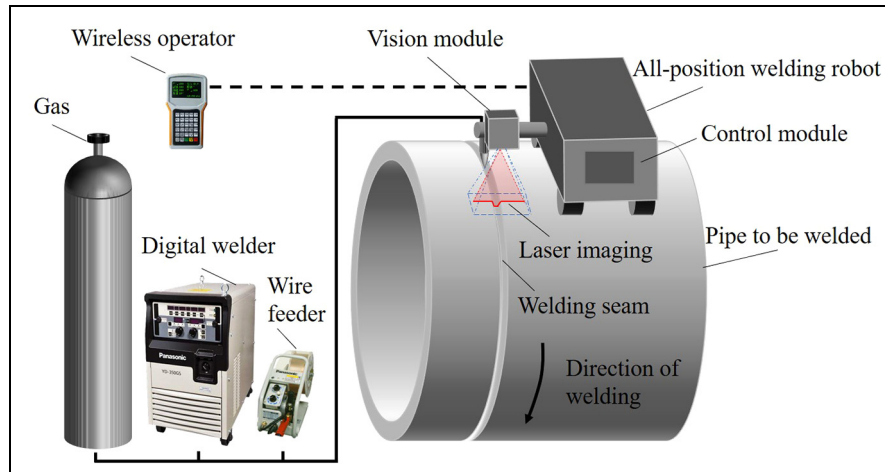 Wireless operator
Vision module
All-position
welding robot
Gas
Control module
Digital welder
Wire
feeder
Laser imaging
Pipe to be welded
Welding seam
Direction of
welding
Panasonic